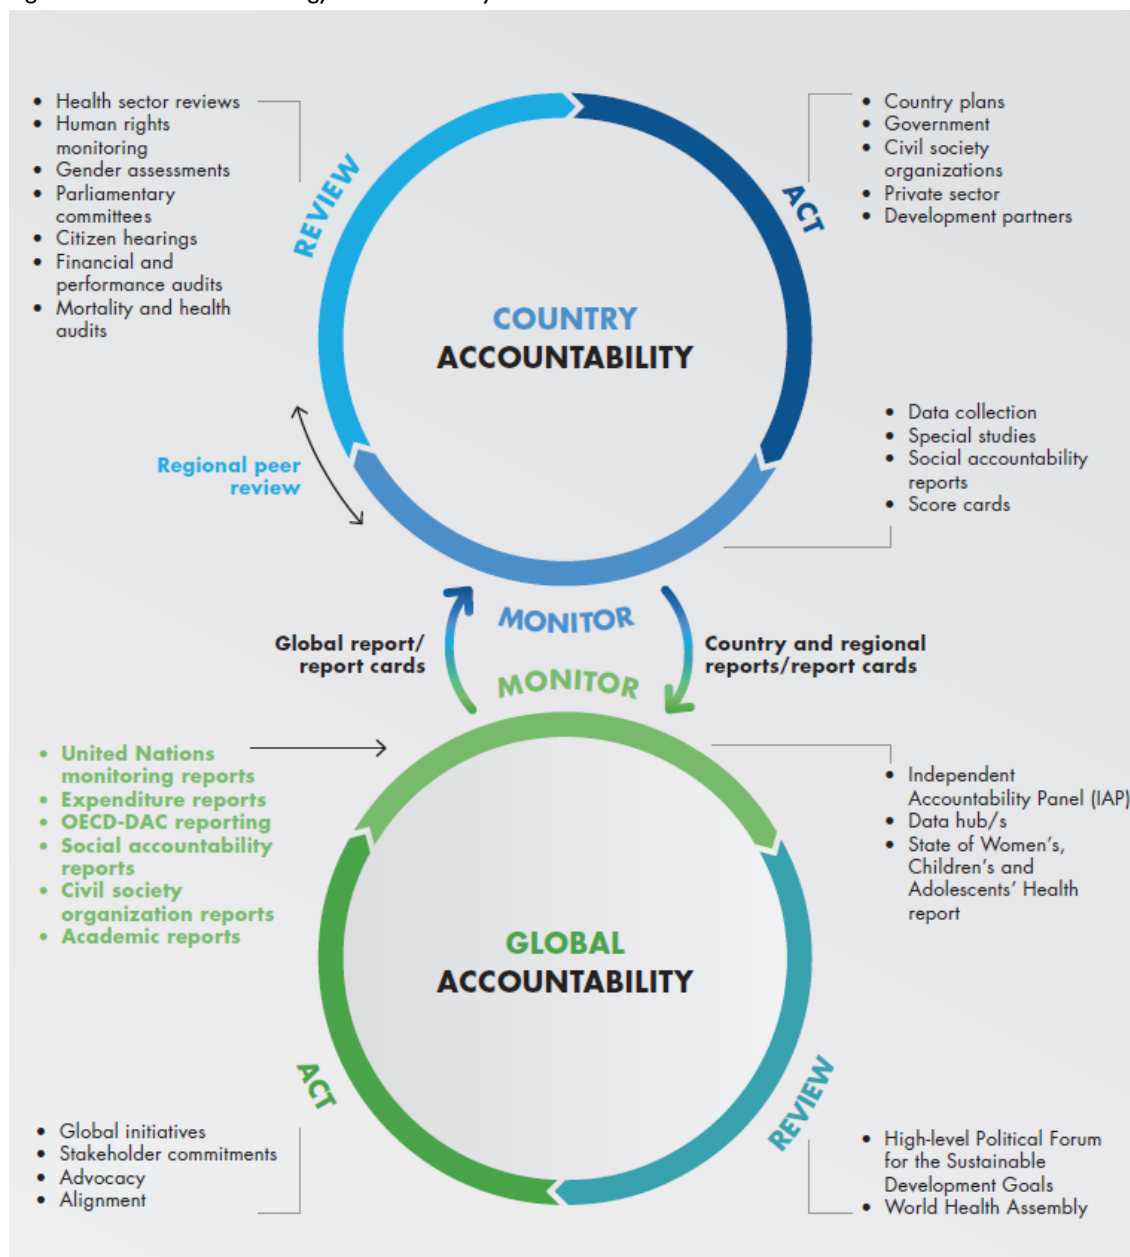 • Health sector reviews
• Human rights
monitoring
• Gender assessments
• Parliamentary
committees
• Citizen hearings
• Financial and
performance audits
• Mortality and health
audits
REVIEW
ACT
• Country plans
• Government
• Civil society
organizations
• Private sector
• Development partners
COUNTRY
ACCOUNTABILITY
Regional peer
review
• Data collection
• Special studies
• Social accountability
reports
• Score cards
MONITOR
Global report/
report cards
Country and regional
reports/report cards
MONITOR
• United Nations
monitoring reports
• Expenditure reports
• OECD-DAC reporting
• Social accountability
reports
• Civil society
organization reports
• Academic reports
• Independent
Accountability Panel (IAP)
• Data hub/s
• State of Women's,
Children's and
Adolescents' Health
report
GLOBAL
ACCOUNTABILITY
ACT
REVIEW
• Global initiatives
• Stakeholder commitments
• Advocacy
• Alignment
• High-level Political Forum
for the Sustainable
Development Goals
• World Health Assembly